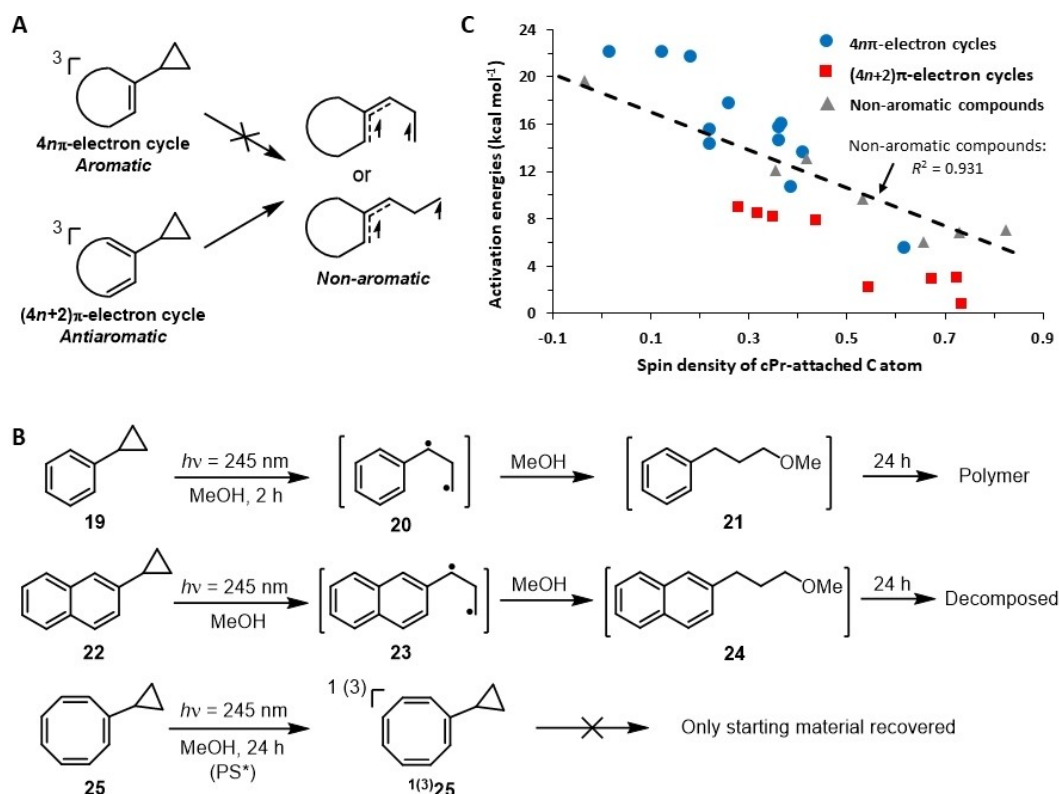 A
3
4nπ-electron cycle
Aromatic
3
(4n+2)π-electron cycle
Antiaromatic
or
Non-aromatic
C
Activation energies (kcal mol⁻¹)
24
20
16
12
8
4
0
-0.1
0.1
0.3
0.5
0.7
0.9
Spin density of cPr-attached C atom
4nπ-electron cycles
(4n+2)π-electron cycles
Non-aromatic compounds
Non-aromatic compounds:
R² = 0.931
B
19
hν = 245 nm
MeOH, 2 h
20
MeOH
OMe
21
24 h
Polymer
22
hν = 245 nm
MeOH
23
MeOH
OMe
24
24 h
Decomposed
25
hν = 245 nm
MeOH, 24 h
(PS*)
1 (3)
¹⁽³⁾25
Only starting material recovered